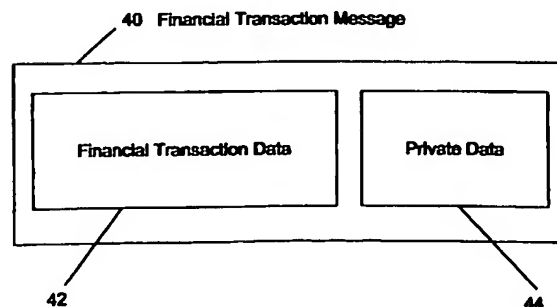 40 Financial Transaction Message
Financial Transaction Data
Private Data
42
44